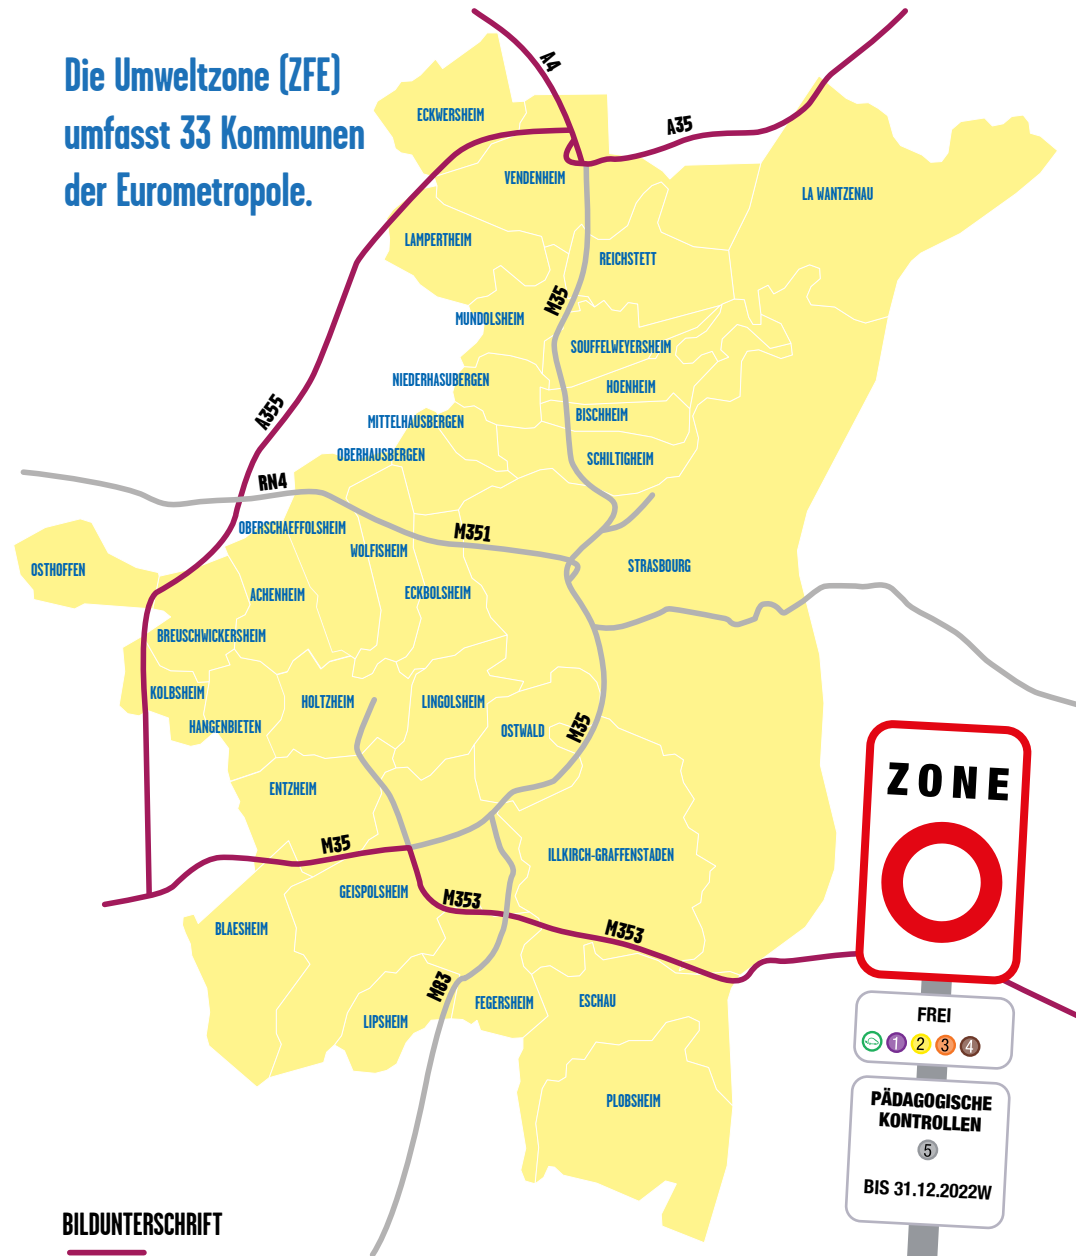 Die Umweltzone (ZFE)
umfasst 33 Kommunen
der Eurometropole.
A4
ECKWERSHEIM
A35
VENDENHEIM
LA WANTZENAU
LAMPERTHEIM
REICHSTETT
M35
MUNDOLSHEIM
SOUFFELWEYERSHEIM
NIEDERHASUBERGEN
HOENHEIM
A355
MITTELHAUSBERGEN
BISCHHEIM
OBERHAUSBERGEN
SCHILTIGHEIM
RN4
OBERSCHAEFFOLSHEIM
M351
WOLFISHEIM
OSTHOFFEN
STRASBOURG
ACHENHEIM
ECKBOLSHEIM
BREUSCHWICKERSHEIM
KOLBSHEIM
HOLTZHEIM
LINGOLSHEIM
HANGENBIETEN
OSTWALD
M35
ENTZHEIM
ZONE
M35
ILLKIRCH-GRAFFENSTADEN
GEISPOLSHEIM
M353
BLAESHEIM
M353
M83
FEGERSHEIM
ESCHAU
LIPSHEIM
FREI
1 2 3 4
PLOBSHEIM
PÄDAGOGISCHE
KONTROLLEN
5
BIS 31.12.2022W
BILDUNTERSCHRIFT